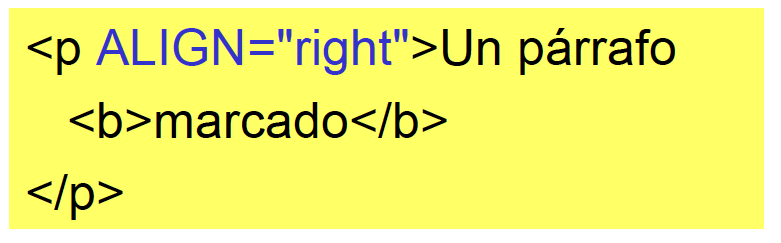 <p ALIGN="right">Un párrafo
<b>marcado</b>
</p>